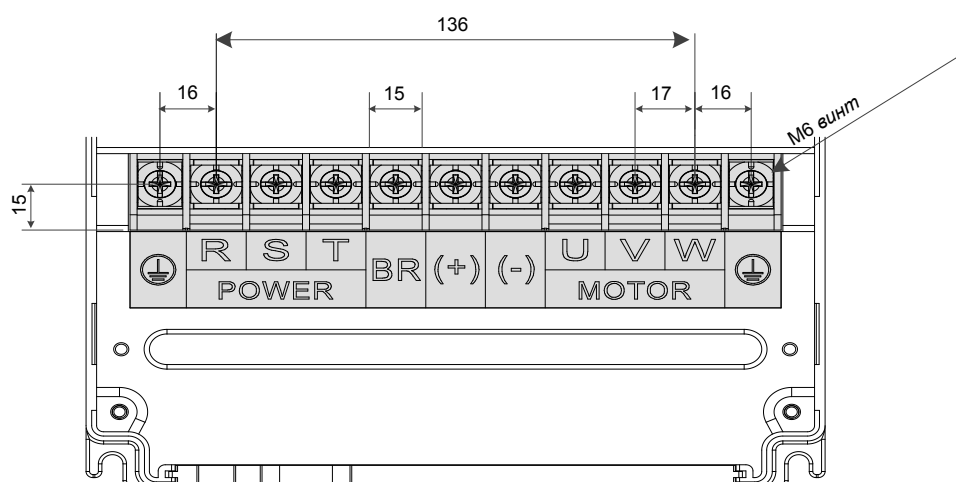 136
16
15
17
16
M6 винт
15
R S T
BR (+) (-)
U V W
POWER
MOTOR